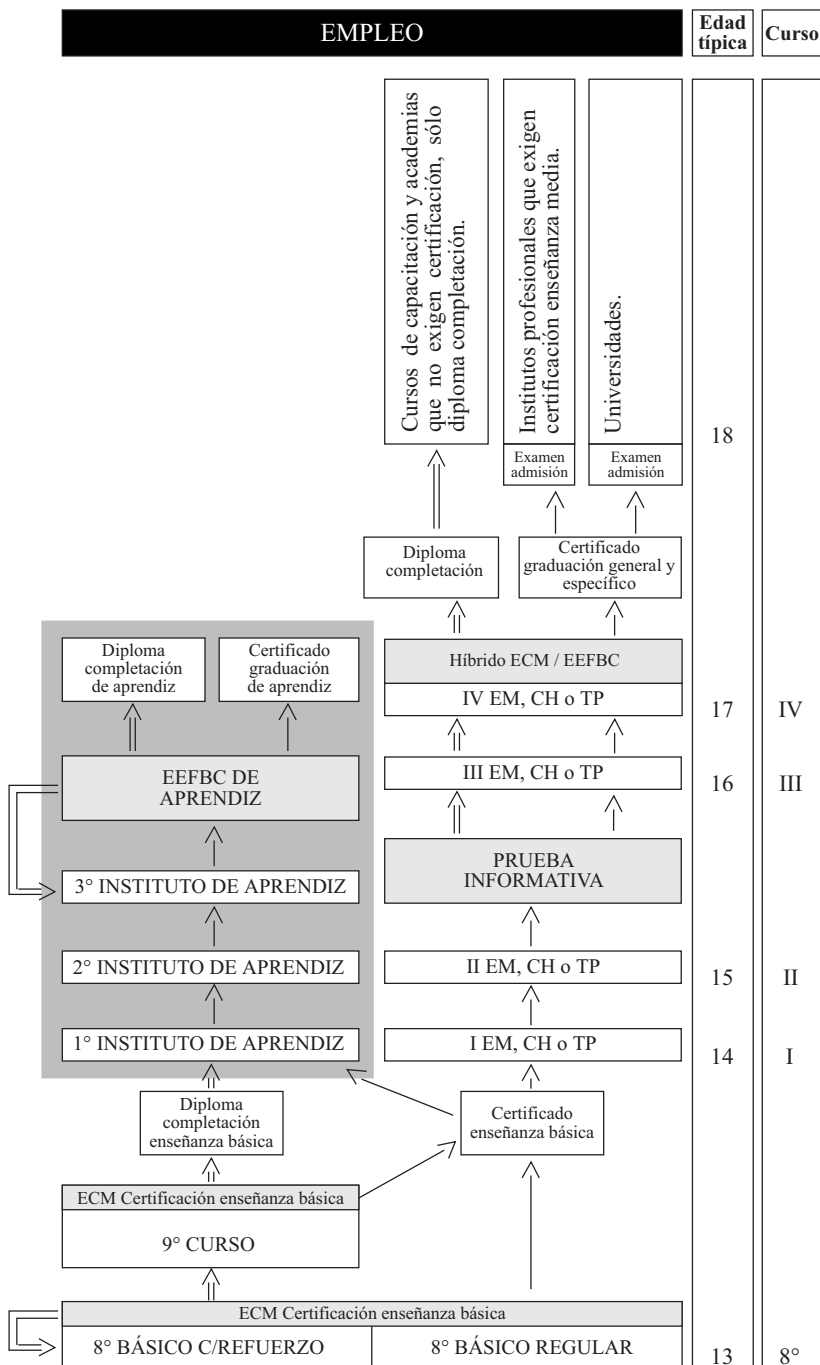 EMPLEO
Edad
típica
Curso
Cursos de capacitación y academias
que no exigen certificación, sólo
diploma completación.
Institutos profesionales que exigen
certificación enseñanza media.
Universidades.
18
Examen
admisión
Examen
admisión
Diploma
completación
Certificado
graduación general y
específico
Diploma
completación
de aprendiz
Certificado
graduación
de aprendiz
Híbrido ECM / EEFBC
IV EM, CH o TP
17
IV
EEFBC DE
APRENDIZ
III EM, CH o TP
16
III
PRUEBA
INFORMATIVA
3° INSTITUTO DE APRENDIZ
2° INSTITUTO DE APRENDIZ
II EM, CH o TP
15
II
1° INSTITUTO DE APRENDIZ
I EM, CH o TP
14
I
Diploma
completación
enseñanza básica
Certificado
enseñanza básica
ECM Certificación enseñanza básica
9° CURSO
ECM Certificación enseñanza básica
8° BÁSICO C/REFUERZO
8° BÁSICO REGULAR
13
8°